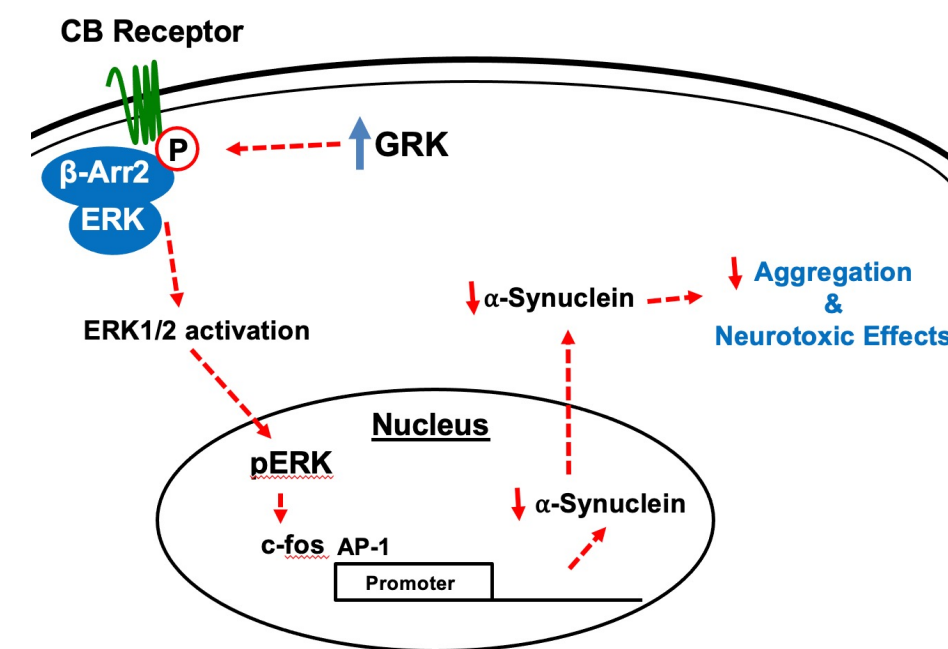 CB Receptor
P
GRK
β-Arr2
ERK
Aggregation
&
Neurotoxic Effects
α-Synuclein
ERK1/2 activation
Nucleus
pERK
α-Synuclein
c-fos AP-1
Promoter